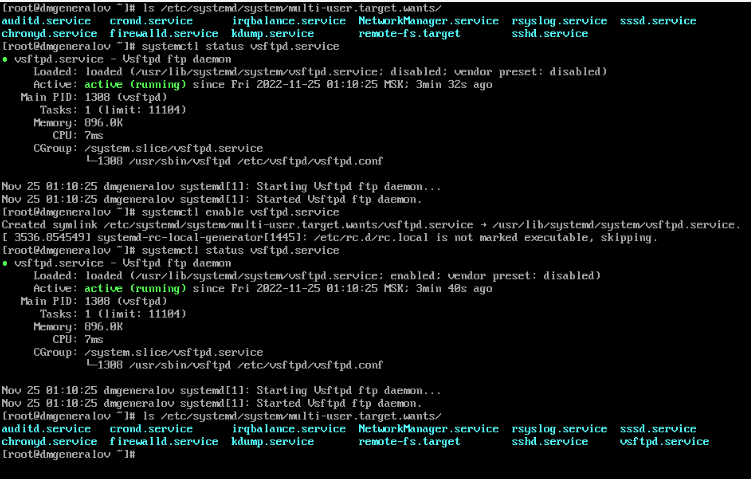 [root@dmgeneralov ~]# ls /etc/systemd/system/multi-user.target.wants/
auditd.service   crond.service      irqbalance.service  NetworkManager.service  rsyslog.service  sssd.service
chronyd.service  firewalld.service  kdump.service       remote-fs.target        sshd.service
[root@dmgeneralov ~]# systemctl status vsftpd.service
● vsftpd.service - Vsftpd ftp daemon
     Loaded: loaded (/usr/lib/systemd/system/vsftpd.service; disabled; vendor preset: disabled)
     Active: active (running) since Fri 2022-11-25 01:10:25 MSK; 3min 32s ago
   Main PID: 1308 (vsftpd)
      Tasks: 1 (limit: 11104)
     Memory: 896.0K
        CPU: 7ms
     CGroup: /system.slice/vsftpd.service
             └─1308 /usr/sbin/vsftpd /etc/vsftpd/vsftpd.conf

Nov 25 01:10:25 dmgeneralov systemd[1]: Starting Vsftpd ftp daemon...
Nov 25 01:10:25 dmgeneralov systemd[1]: Started Vsftpd ftp daemon.
[root@dmgeneralov ~]# systemctl enable vsftpd.service
Created symlink /etc/systemd/system/multi-user.target.wants/vsftpd.service → /usr/lib/systemd/system/vsftpd.service.
[ 3536.854549] systemd-rc-local-generator[1445]: /etc/rc.d/rc.local is not marked executable, skipping.
[root@dmgeneralov ~]# systemctl status vsftpd.service
● vsftpd.service - Vsftpd ftp daemon
     Loaded: loaded (/usr/lib/systemd/system/vsftpd.service; enabled; vendor preset: disabled)
     Active: active (running) since Fri 2022-11-25 01:10:25 MSK; 3min 40s ago
   Main PID: 1308 (vsftpd)
      Tasks: 1 (limit: 11104)
     Memory: 896.0K
        CPU: 7ms
     CGroup: /system.slice/vsftpd.service
             └─1308 /usr/sbin/vsftpd /etc/vsftpd/vsftpd.conf

Nov 25 01:10:25 dmgeneralov systemd[1]: Starting Vsftpd ftp daemon...
Nov 25 01:10:25 dmgeneralov systemd[1]: Started Vsftpd ftp daemon.
[root@dmgeneralov ~]# ls /etc/systemd/system/multi-user.target.wants/
auditd.service   crond.service      irqbalance.service  NetworkManager.service  rsyslog.service  sssd.service
chronyd.service  firewalld.service  kdump.service       remote-fs.target        sshd.service     vsftpd.service
[root@dmgeneralov ~]#